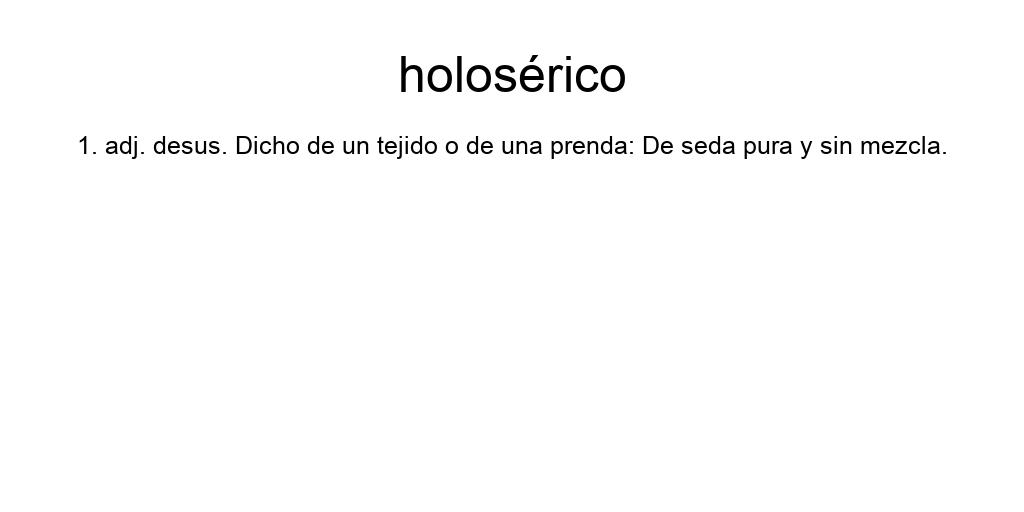 holosérico
1. adj. desus. Dicho de un tejido o de una prenda: De seda pura y sin mezcla.